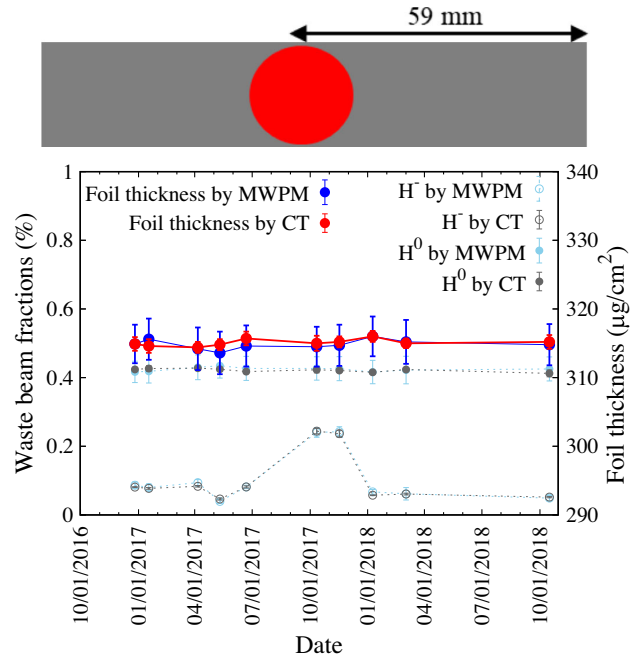 59 mm
Waste beam fractions (%)
1
0.8
0.6
0.4
0.2
0
Foil thickness by MWPM
Foil thickness by CT
H⁻ by MWPM
H⁻ by CT
H⁰ by MWPM
H⁰ by CT
340
330
320
310
300
290
Foil thickness (μg/cm²)
10/01/2016
01/01/2017
04/01/2017
07/01/2017
10/01/2017
01/01/2018
04/01/2018
07/01/2018
10/01/2018
Date